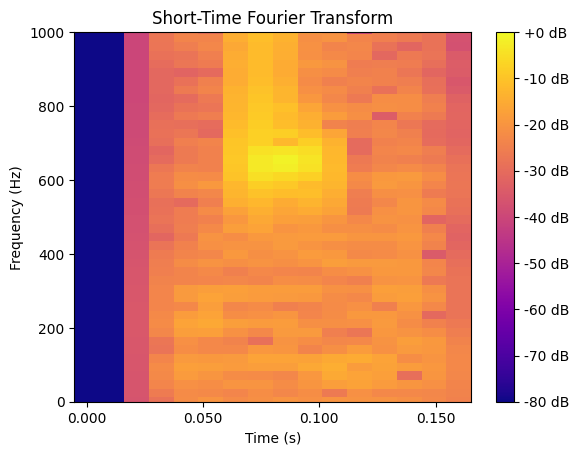 Short-Time Fourier Transform
1000
800
600
400
200
0
Frequency (Hz)
0.000
0.050
0.100
0.150
Time (s)
+0 dB
-10 dB
-20 dB
-30 dB
-40 dB
-50 dB
-60 dB
-70 dB
-80 dB